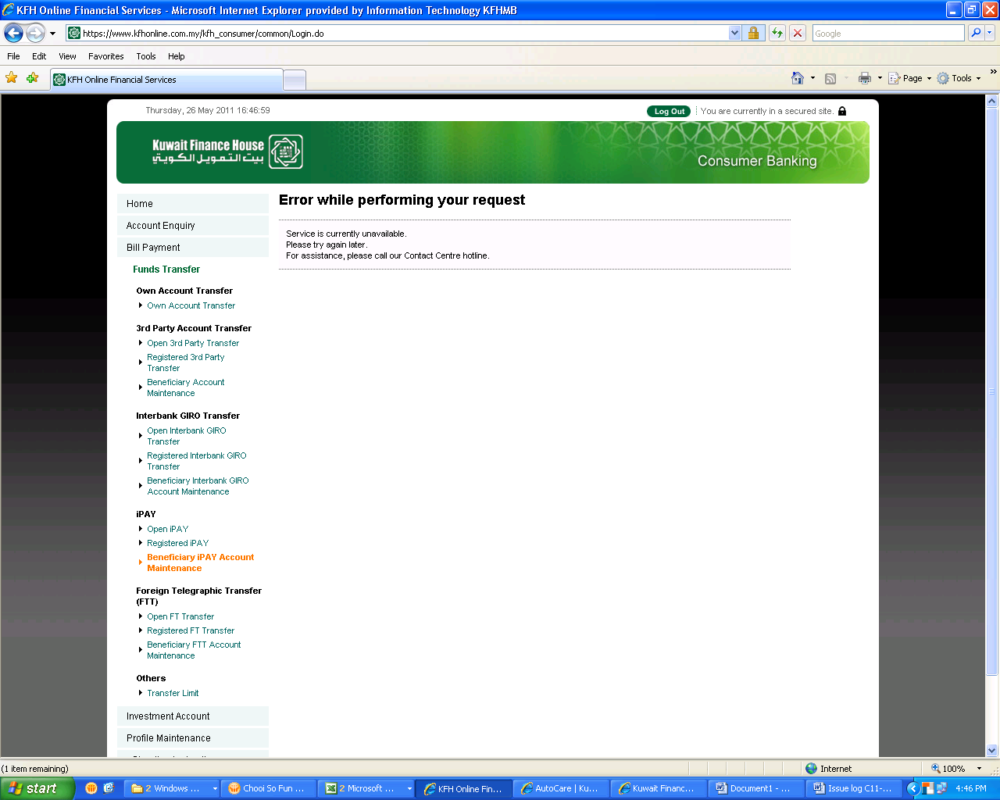 KFH Online Financial Services - Microsoft Internet Explorer provided by Information Technology KFHMB
https://www.kfhonline.com.my/kfh_consumer/common/Login.do
Google
File Edit View Favorites Tools Help
KFH Online Financial Services
Page Tools
Thursday, 26 May 2011 16:46:59
Log Out You are currently in a secured site.
Kuwait Finance House
بيت التمويل الكويتي
Consumer Banking
Home
Account Enquiry
Bill Payment
Funds Transfer
Own Account Transfer
Own Account Transfer
3rd Party Account Transfer
Open 3rd Party Transfer
Registered 3rd Party
Transfer
Beneficiary Account
Maintenance
Interbank GIRO Transfer
Open Interbank GIRO
Transfer
Registered Interbank GIRO
Transfer
Beneficiary Interbank GIRO
Account Maintenance
iPAY
Open iPAY
Registered iPAY
Beneficiary iPAY Account
Maintenance
Foreign Telegraphic Transfer
(FTT)
Open FT Transfer
Registered FT Transfer
Beneficiary FTT Account
Maintenance
Others
Transfer Limit
Investment Account
Profile Maintenance
Error while performing your request
Service is currently unavailable.
Please try again later.
For assistance, please call our Contact Centre hotline.
(1 item remaining)
Internet
100%
start
2 Windows ...
Chooi So Fun
2 Microsoft ...
KFH Online Fin...
AutoCare | Ku...
Kuwait Financ...
Document1 - ...
Issue log C11-...
4:46 PM